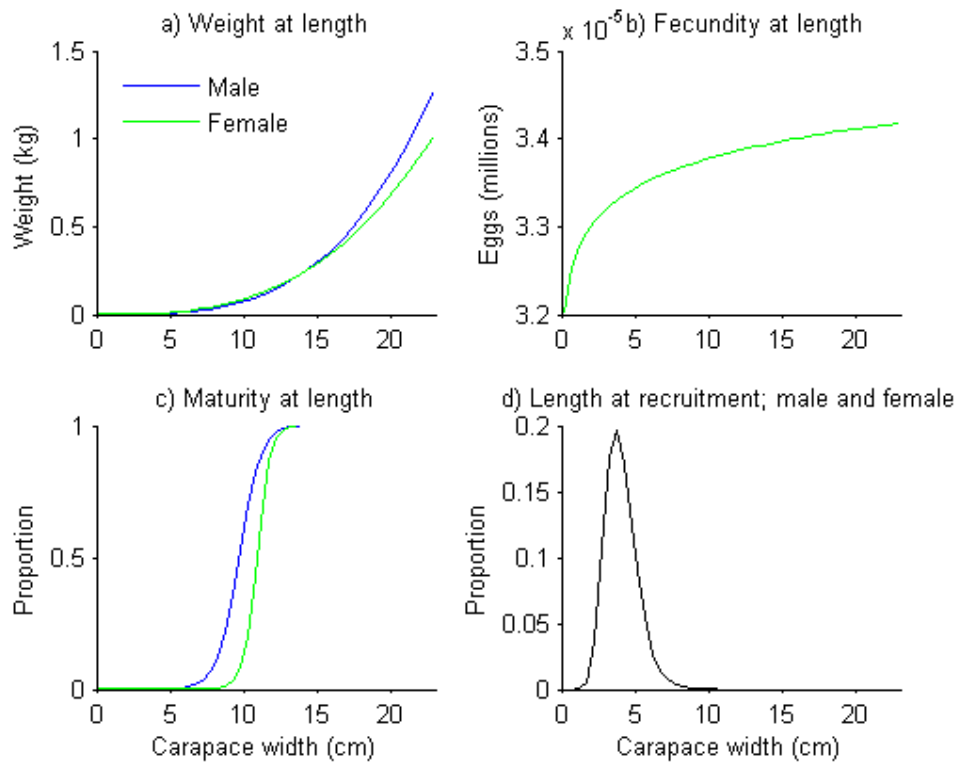 a) Weight at length
1.5
1
0.5
0
Weight (kg)
Male
Female
0 5 10 15 20
x 10^-5 b) Fecundity at length
3.5
3.4
3.3
3.2
Eggs (millions)
0 5 10 15 20
c) Maturity at length
1
0.5
0
Proportion
0 5 10 15 20
Carapace width (cm)
d) Length at recruitment; male and female
0.2
0.15
0.1
0.05
0
Proportion
0 5 10 15 20
Carapace width (cm)